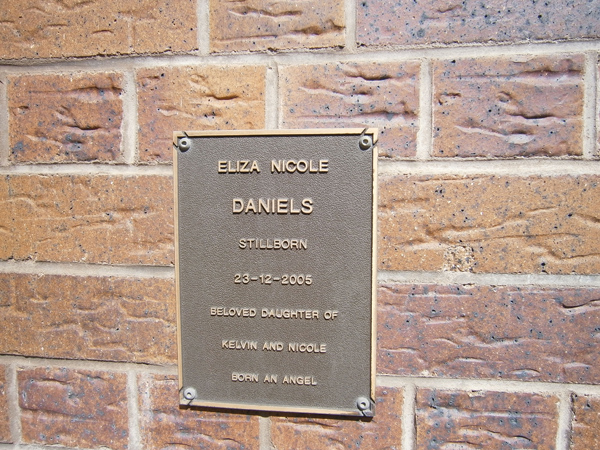 ELIZA NICOLE
DANIELS
STILLBORN
23-12-2005
BELOVED DAUGHTER OF
KELVIN AND NICOLE
BORN AN ANGEL